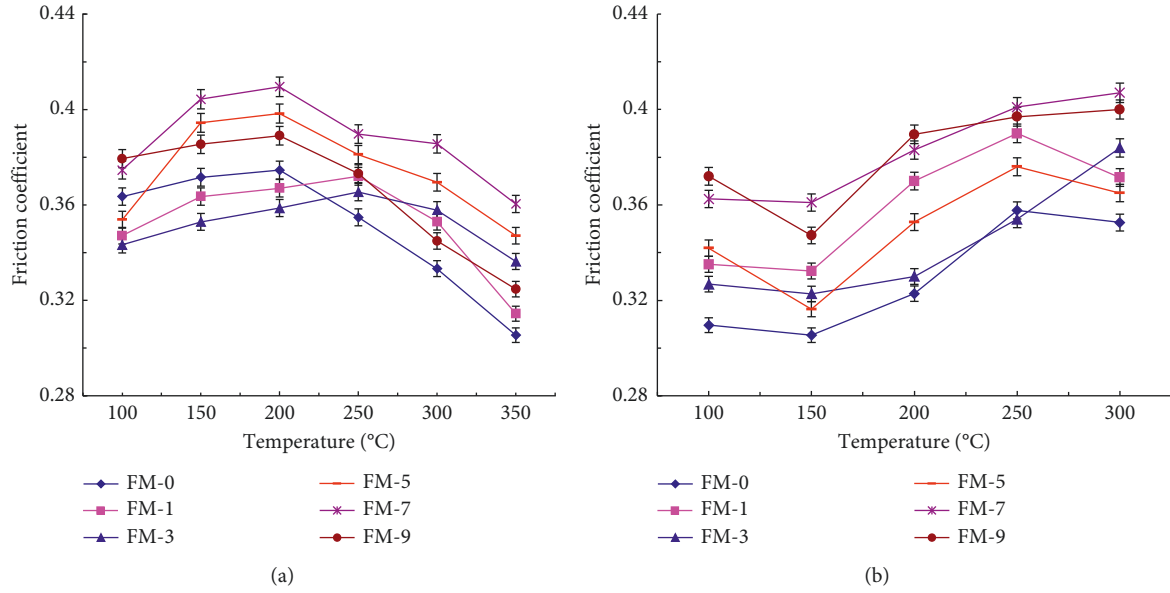 0.44
0.4
0.36
0.32
0.28
Friction coefficient
100 150 200 250 300 350
Temperature (°C)
FM-0 FM-5
FM-1 FM-7
FM-3 FM-9
(a)
0.44
0.4
0.36
0.32
0.28
Friction coefficient
100 150 200 250 300
Temperature (°C)
FM-0 FM-5
FM-1 FM-7
FM-3 FM-9
(b)